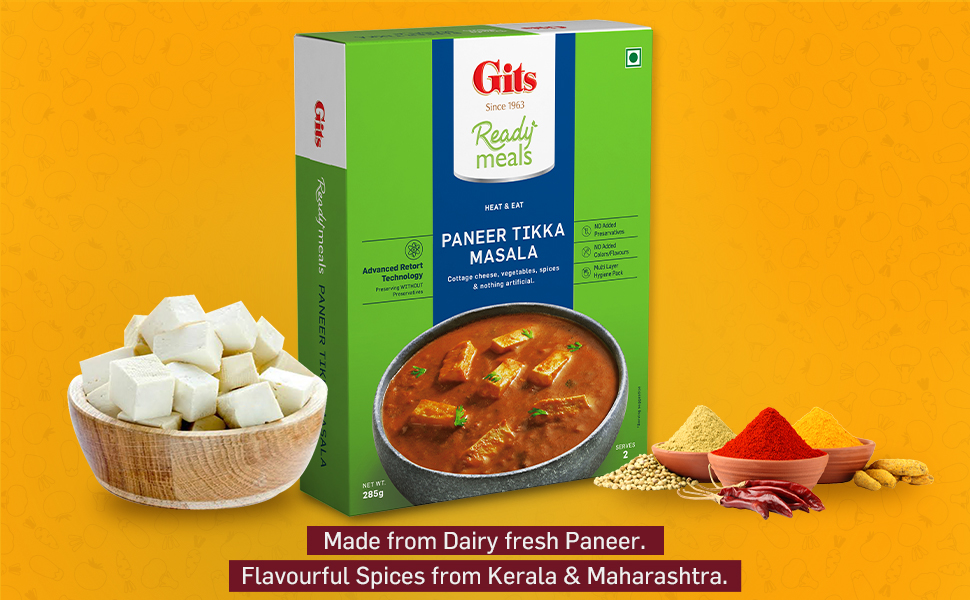 Gits
Since 1963
Ready
meals
HEAT & EAT
PANEER TIKKA
MASALA
Cottage cheese, vegetables, spices
& nothing artificial.
Advanced Retort
Technology
Preserving WITHOUT
Preservatives
NO Added
Preservatives
NO Added
Colors/Flavours
Multi Layer
Hygiene Pack
SERVES
2
NET WT.
285g
Gits
Ready meals PANEER TIKKA MASALA
Made from Dairy fresh Paneer.
Flavourful Spices from Kerala & Maharashtra.